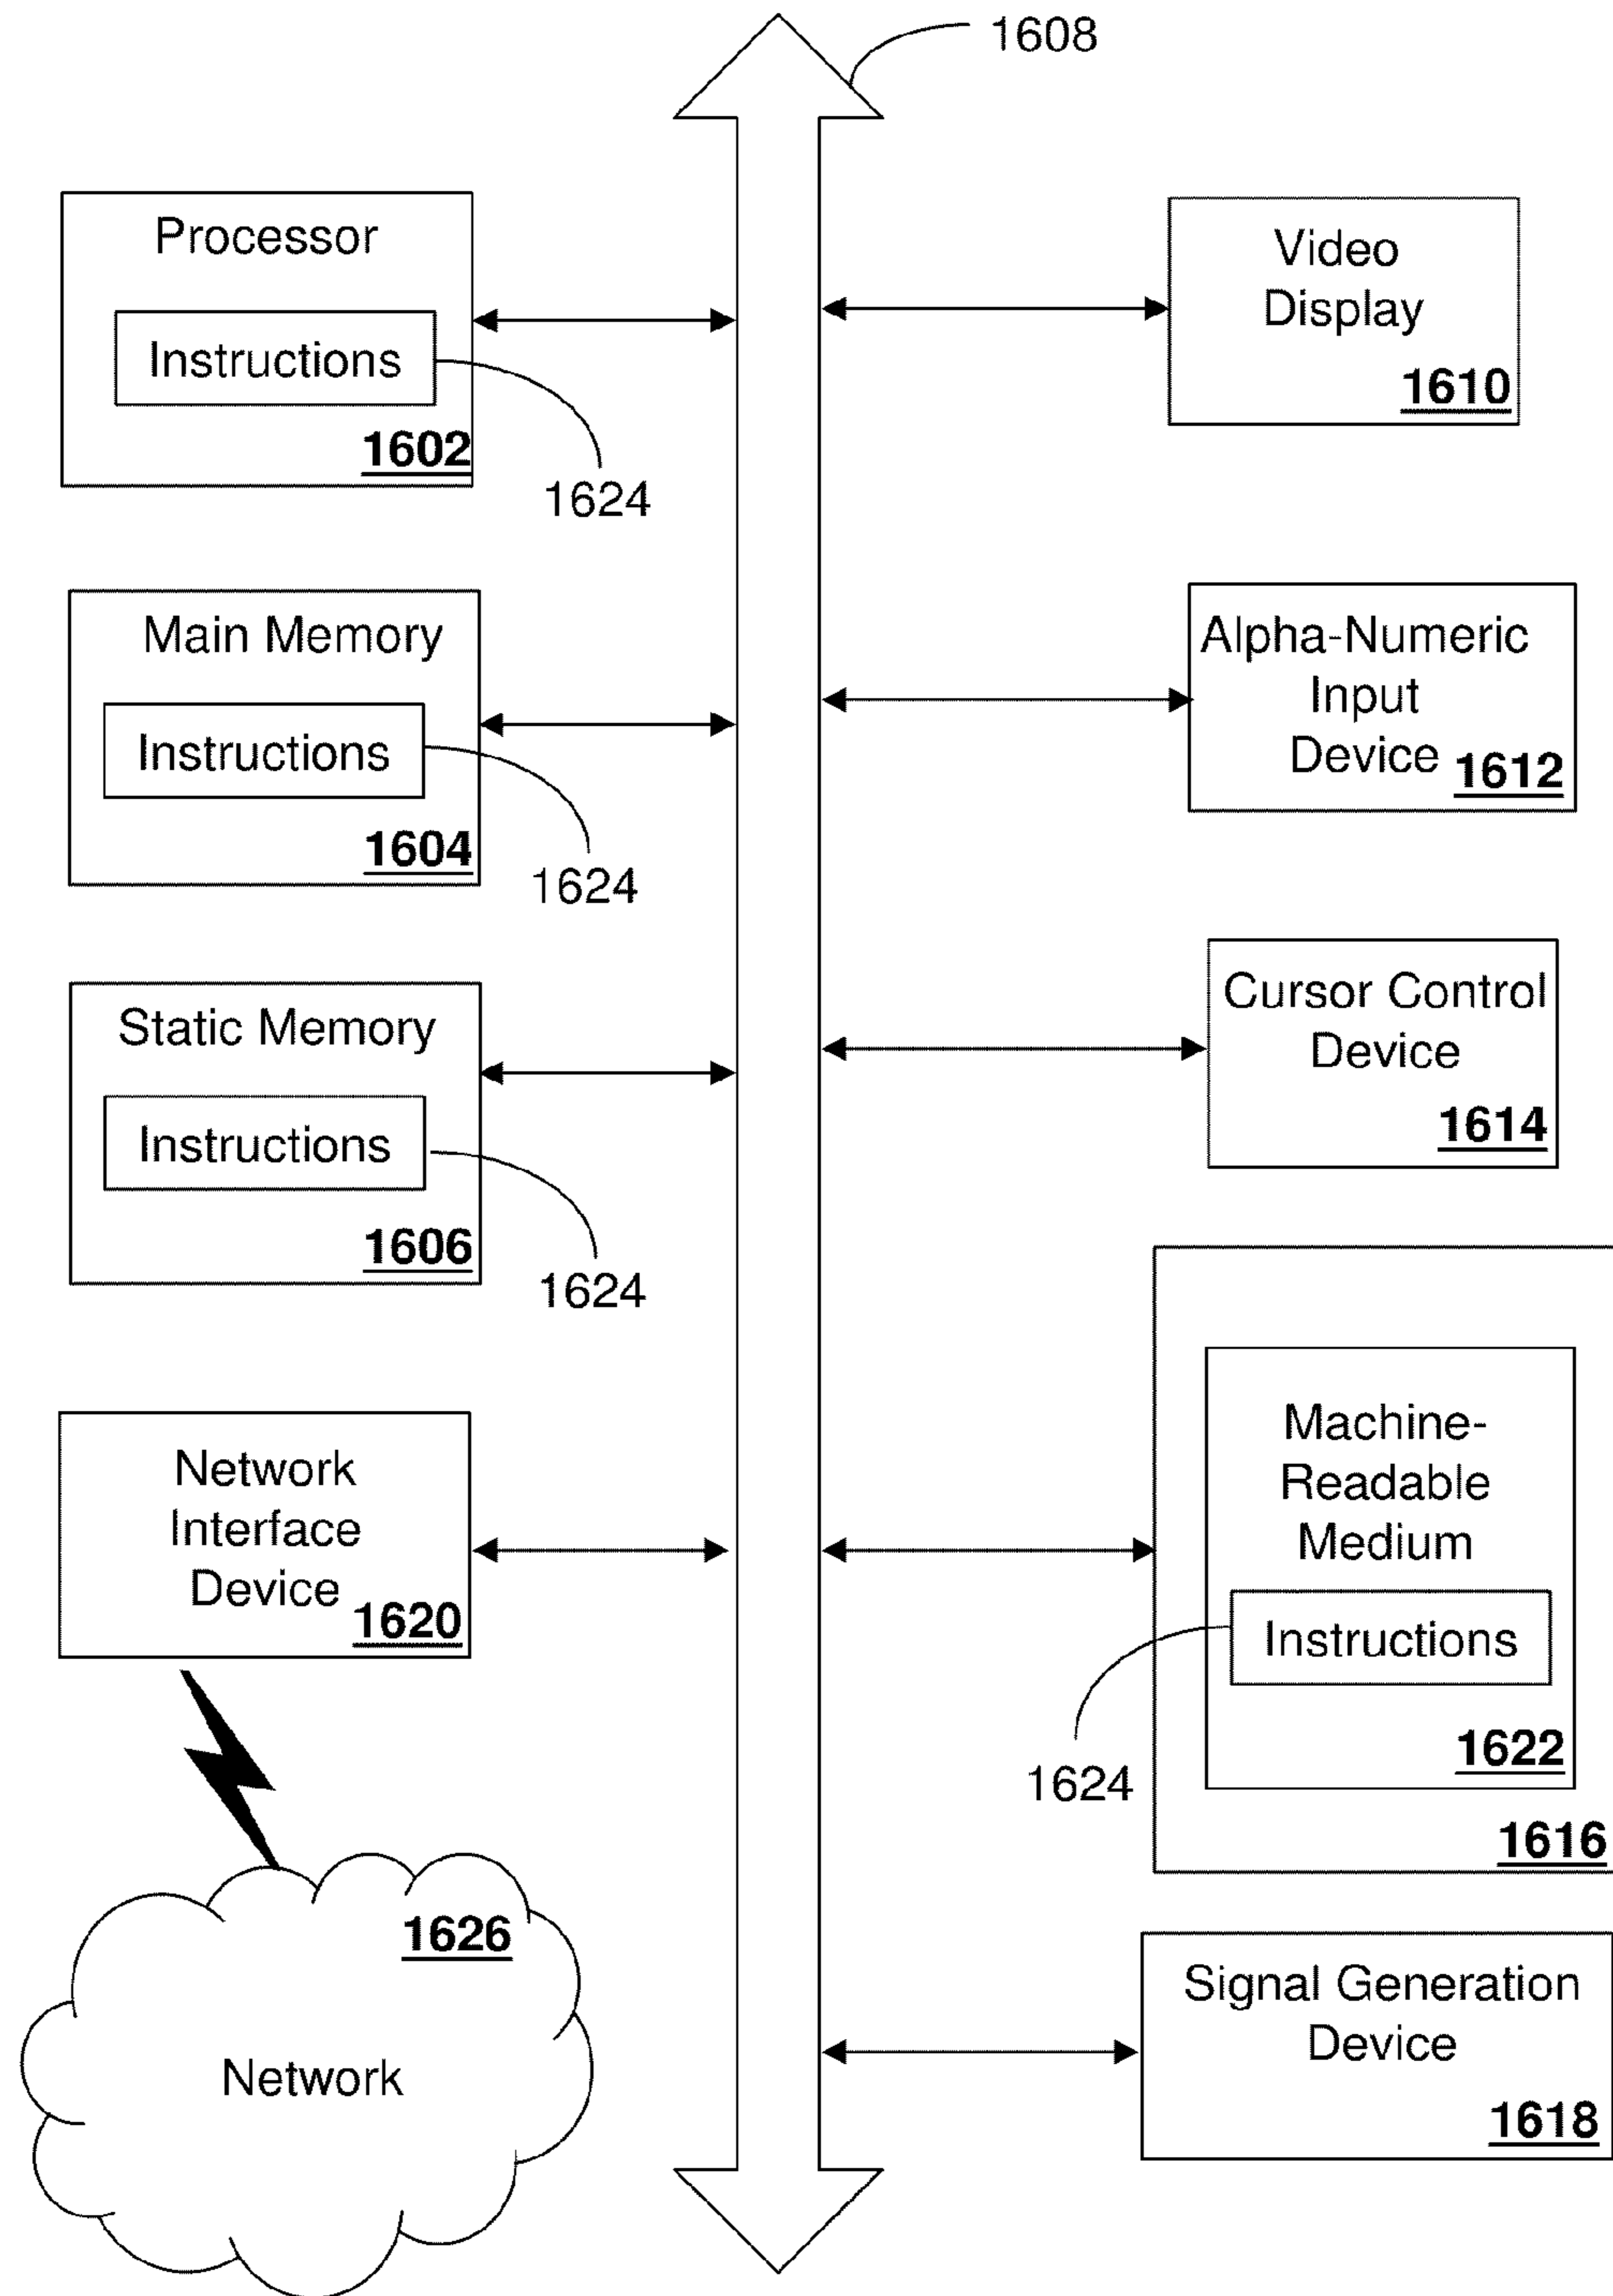 1608
Processor
Instructions
1602
1624
Main Memory
Instructions
1604
1624
Static Memory
Instructions
1606
1624
Network
Interface
Device
1620
1626
Network
Video
Display
1610
Alpha-Numeric
Input
Device 1612
Cursor Control
Device
1614
Machine-
Readable
Medium
Instructions
1622
1624
1616
Signal Generation
Device
1618